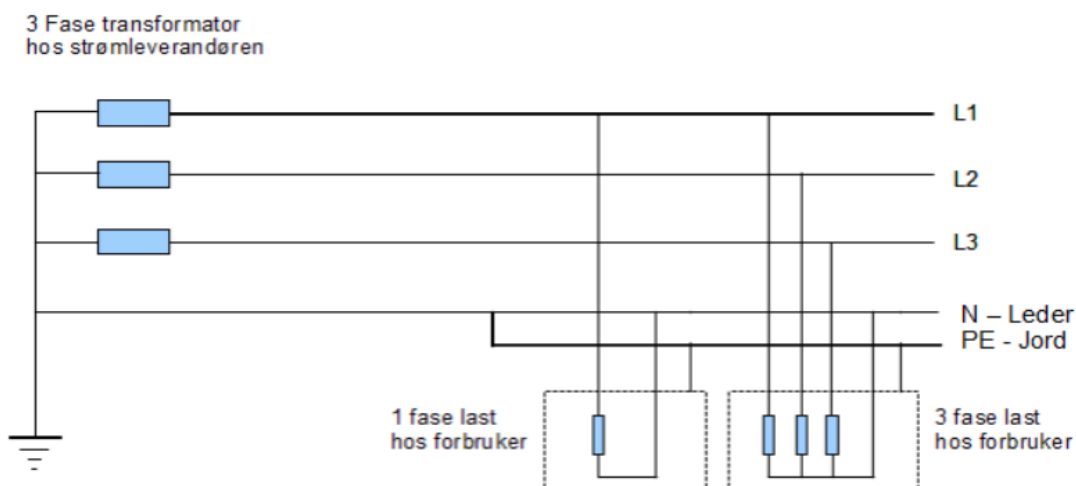 3 Fase transformator
hos strømleverandøren
L1
L2
L3
N – Leder
PE - Jord
1 fase last
hos forbruker
3 fase last
hos forbruker